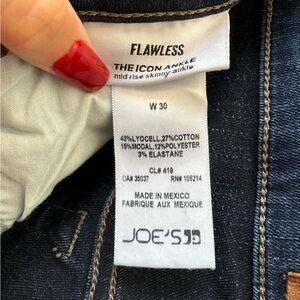 FLAWLESS
THE ICON ANKLE
mid rise skinny ankle
W 30
43%LYOCELL,27%COTTON
15%MODAL,12%POLYESTER
3% ELASTANE
CL# 419
CA# 35037 RN# 106214
MADE IN MEXICO
FABRIQUE AUX MEXIQUE
JOE'S